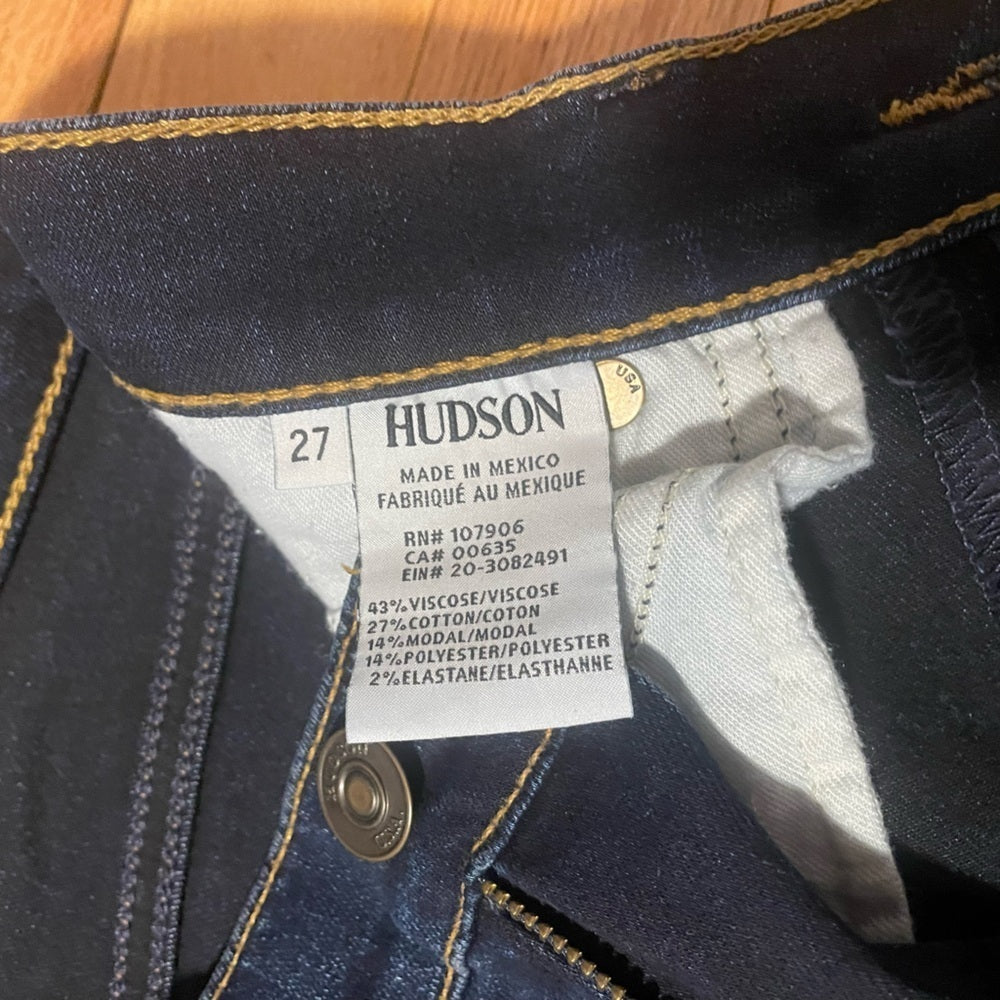 USA
27
HUDSON
MADE IN MEXICO
FABRIQUÉ AU MEXIQUE
RN# 107906
CA# 00635
EIN# 20-3082491
43%VISCOSE/VISCOSE
27%COTTON/COTON
14%MODAL/MODAL
14%POLYESTER/POLYESTER
2%ELASTANE/ELASTHANNE